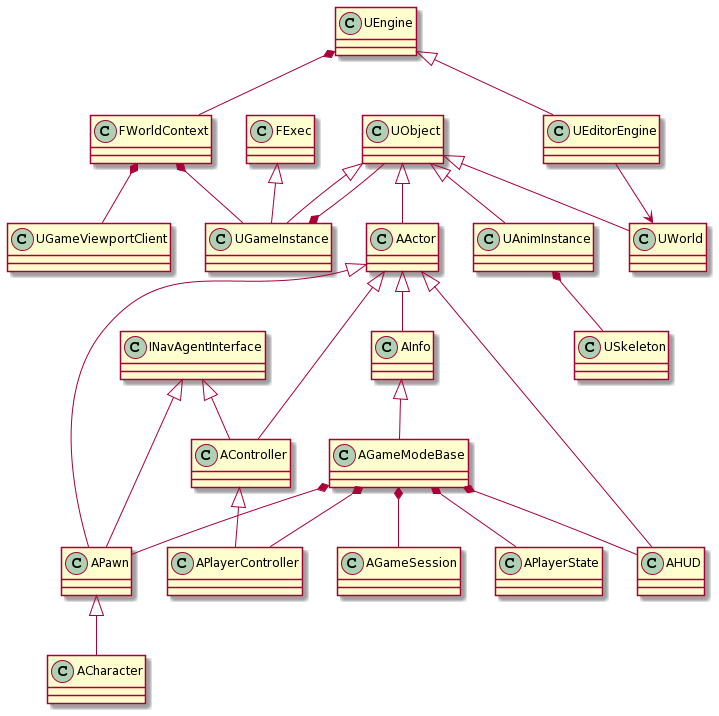 C UEngine
C FWorldContext
C FExec
C UObject
C UEditorEngine
C UGameViewportClient
C UGameInstance
C AActor
C UAnimInstance
C UWorld
C INavAgentInterface
C AInfo
C USkeleton
C AController
C AGameModeBase
C APawn
C APlayerController
C AGameSession
C APlayerState
C AHUD
C ACharacter